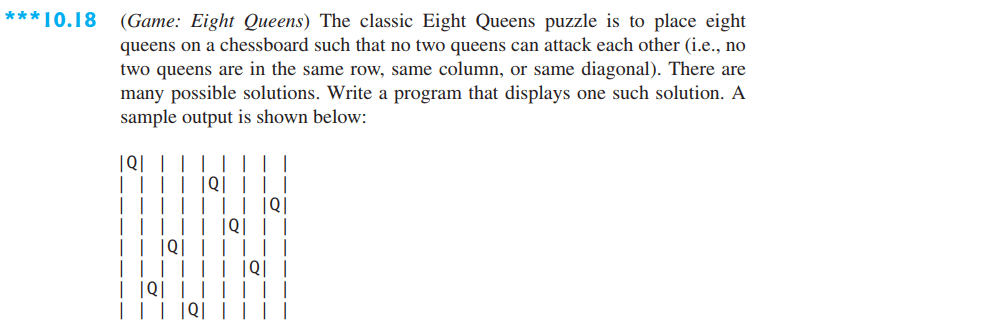 ***10.18 (Game: Eight Queens) The classic Eight Queens puzzle is to place eight
queens on a chessboard such that no two queens can attack each other (i.e., no
two queens are in the same row, same column, or same diagonal). There are
many possible solutions. Write a program that displays one such solution. A
sample output is shown below:
|Q| | | | | | | |
| | | | |Q| | | |
| | | | | | | |Q|
| | | | | |Q| | |
| | |Q| | | | | |
| | | | | | |Q| |
| |Q| | | | | | |
| | | |Q| | | | |